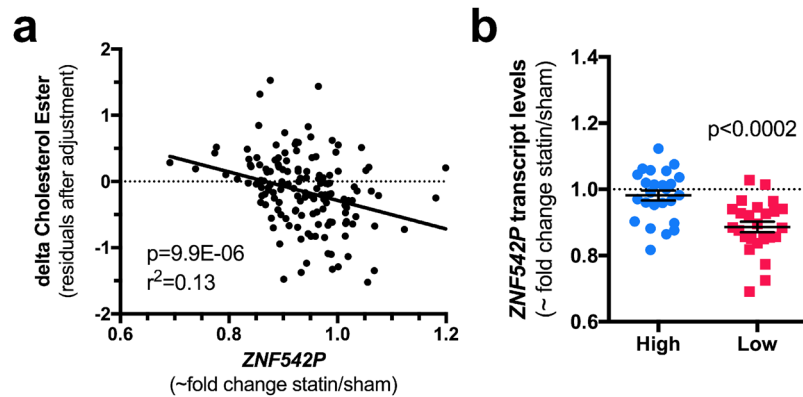 a
delta Cholesterol Ester
(residuals after adjustment)
2
1
0
-1
-2
p=9.9E-06
r²=0.13
0.6
0.8
1.0
1.2
ZNF542P
(~fold change statin/sham)
b
ZNF542P transcript levels
(~ fold change statin/sham)
1.4
1.2
1.0
0.8
0.6
p<0.0002
High
Low